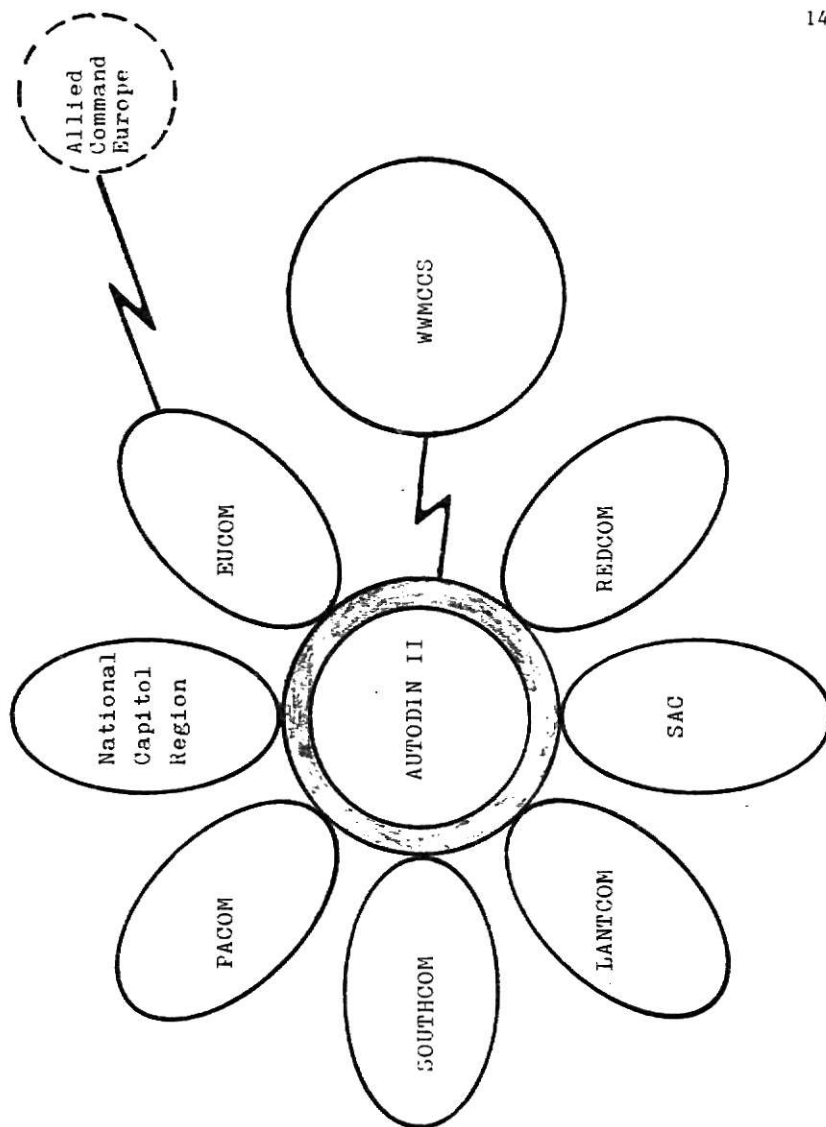 14
Allied
Command
Europe
WWMCCS
EUCOM
REDCOM
National
Capitol
Region
AUTODIN II
SAC
PACOM
SOUTHCOM
LANTCOM